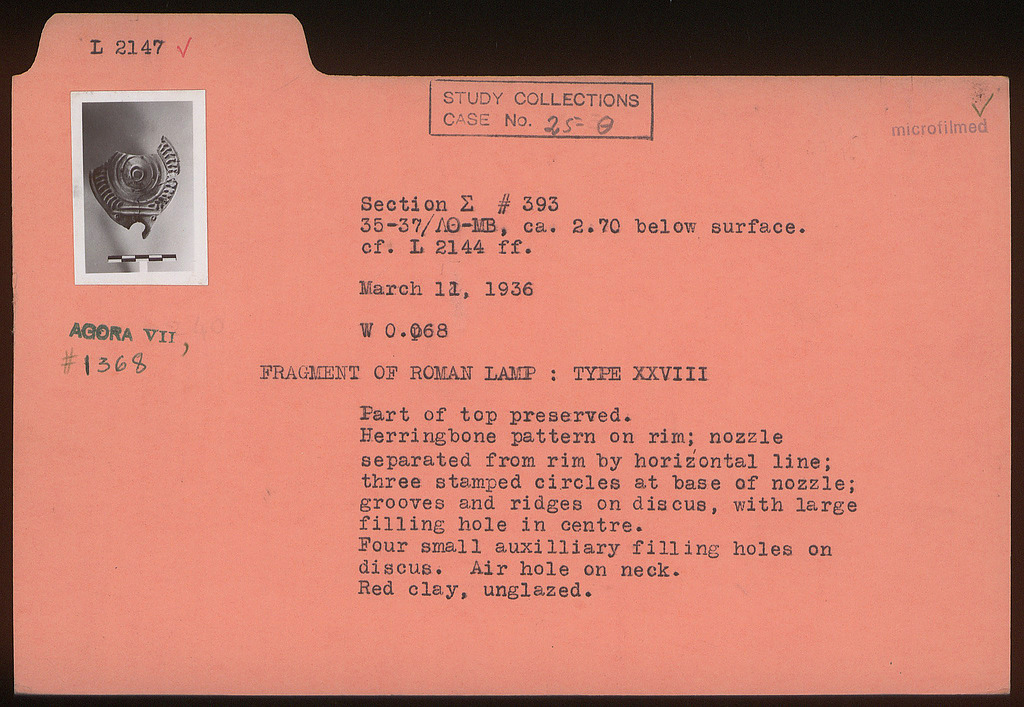 L 2147 ✓
STUDY COLLECTIONS
CASE No. 25-Θ
microfilmed
Section Σ # 393
35-37/ΛΘ-MB, ca. 2.70 below surface.
cf. L 2144 ff.
March 11, 1936
W 0.068
AGORA VII,
#1368
FRAGMENT OF ROMAN LAMP : TYPE XXVIII
Part of top preserved.
Herringbone pattern on rim; nozzle
separated from rim by horizontal line;
three stamped circles at base of nozzle;
grooves and ridges on discus, with large
filling hole in centre.
Four small auxilliary filling holes on
discus. Air hole on neck.
Red clay, unglazed.